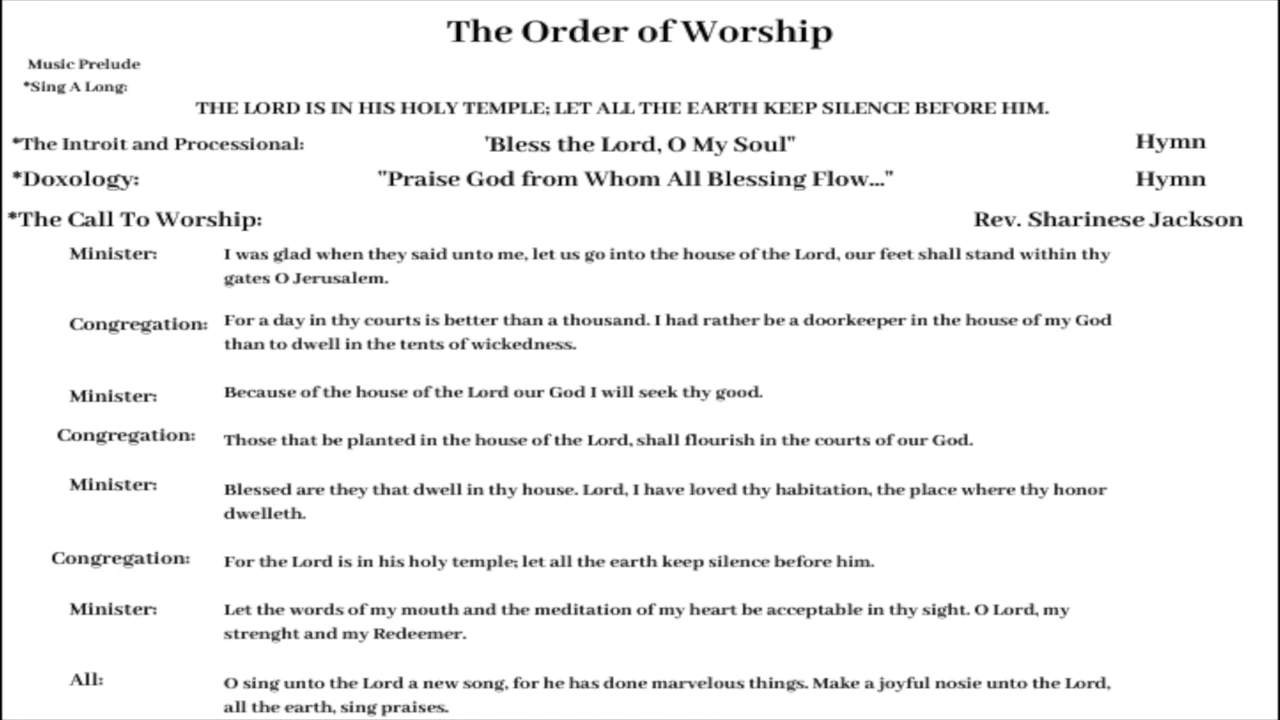 The Order of Worship
Music Prelude
*Sing A Long:
THE LORD IS IN HIS HOLY TEMPLE; LET ALL THE EARTH KEEP SILENCE BEFORE HIM.
*The Introit and Processional: 'Bless the Lord, O My Soul" Hymn
*Doxology: "Praise God from Whom All Blessing Flow..." Hymn
*The Call To Worship: Rev. Sharinese Jackson
Minister: I was glad when they said unto me, let us go into the house of the Lord, our feet shall stand within thy
gates O Jerusalem.
Congregation: For a day in thy courts is better than a thousand. I had rather be a doorkeeper in the house of my God
than to dwell in the tents of wickedness.
Minister: Because of the house of the Lord our God I will seek thy good.
Congregation: Those that be planted in the house of the Lord, shall flourish in the courts of our God.
Minister: Blessed are they that dwell in thy house. Lord, I have loved thy habitation, the place where thy honor
dwelleth.
Congregation: For the Lord is in his holy temple; let all the earth keep silence before him.
Minister: Let the words of my mouth and the meditation of my heart be acceptable in thy sight. O Lord, my
strenght and my Redeemer.
All: O sing unto the Lord a new song, for he has done marvelous things. Make a joyful nosie unto the Lord,
all the earth, sing praises.